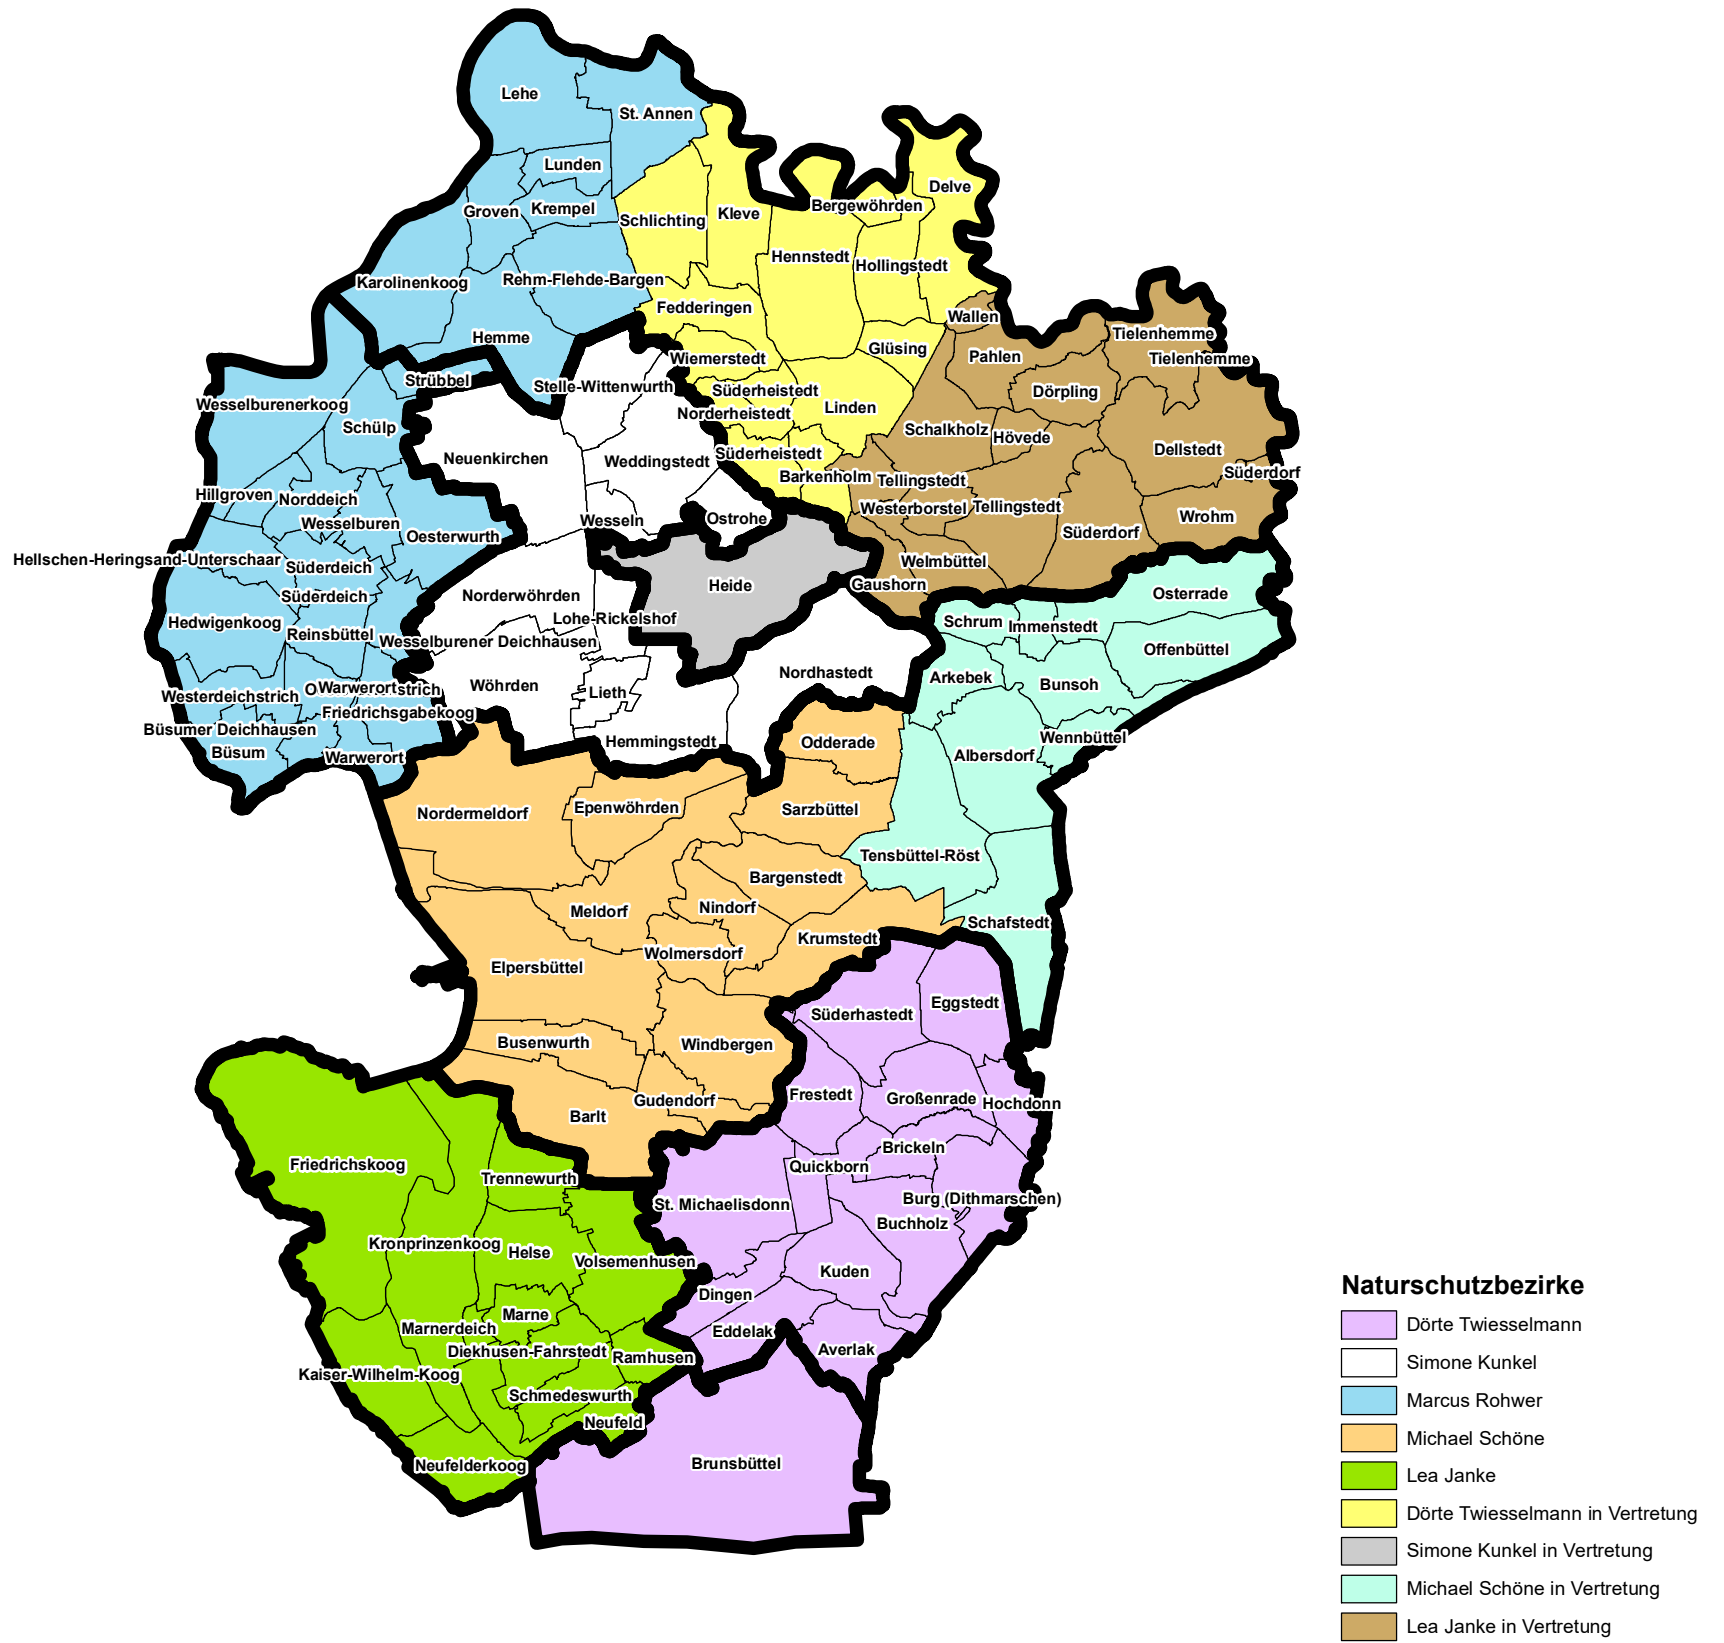 Lehe
St. Annen
Lunden
Delve
Bergewöhrden
Groven
Krempel
Schlichting
Kleve
Hennstedt
Hollingstedt
Karolinenkoog
Rehm-Flehde-Bargen
Fedderingen
Wallen
Hemme
Tielenhemme
Wiemerstedt
Glüsing
Pahlen
Tielenhemme
Strübbel
Stelle-Wittenwurth
Süderheistedt
Dörpling
Wesselburenerkoog
Norderheistedt
Linden
Schülp
Schalkholz
Hövede
Neuenkirchen
Weddingstedt
Süderheistedt
Dellstedt
Barkenholm
Tellingstedt
Süderdorf
Hillgroven
Norddeich
Westerborstel
Tellingstedt
Wesselburen
Wesseln
Ostrohe
Wrohm
Oesterwurth
Süderdorf
Hellschen-Heringsand-Unterschaar
Süderdeich
Welmbüttel
Heide
Gaushorn
Süderdeich
Norderwöhrden
Osterrade
Hedwigenkoog
Lohe-Rickelshof
Schrum
Immenstedt
Reinsbüttel
Wesselburener Deichhausen
Offenbüttel
Nordhastedt
Arkebek
Bunsoh
Westerdeichstrich
Warwerort
strich
Wöhrden
Lieth
Friedrichsgabekoog
Büsumer Deichhausen
Hemmingstedt
Odderade
Wennbüttel
Büsum
Warwerort
Albersdorf
Nordermeldorf
Epenwöhrden
Sarzbüttel
Tensbüttel-Röst
Bargenstedt
Meldorf
Nindorf
Schafstedt
Krumstedt
Wolmersdorf
Elpersbüttel
Eggstedt
Süderhastedt
Busenwurth
Windbergen
Frestedt
Großenrade
Hochdonn
Gudendorf
Barlt
Brickeln
Friedrichskoog
Quickborn
Trennewurth
St. Michaelisdonn
Burg (Dithmarschen)
Buchholz
Kronprinzenkoog
Helse
Volsemenhusen
Kuden
Dingen
Marne
Marnerdeich
Eddelak
Diekhusen-Fahrstedt
Ramhusen
Averlak
Kaiser-Wilhelm-Koog
Schmedeswurth
Neufeld
Neufelderkoog
Brunsbüttel
Naturschutzbezirke
Dörte Twiesselmann
Simone Kunkel
Marcus Rohwer
Michael Schöne
Lea Janke
Dörte Twiesselmann in Vertretung
Simone Kunkel in Vertretung
Michael Schöne in Vertretung
Lea Janke in Vertretung